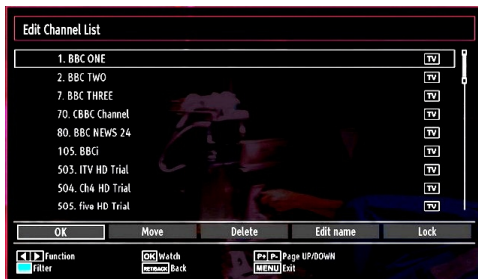 Edit Channel List
1. BBC ONE TV
2. BBC TWO TV
7. BBC THREE TV
70. CBBC Channel TV
80. BBC NEWS 24 TV
105. BBCi TV
503. ITV HD Trial TV
504. Ch4 HD Trial TV
505. five HD Trial TV
OK Move Delete Edit name Lock
Function OK Watch P+ P- Page UP/DOWN
Filter RET/BACK Back MENU Exit